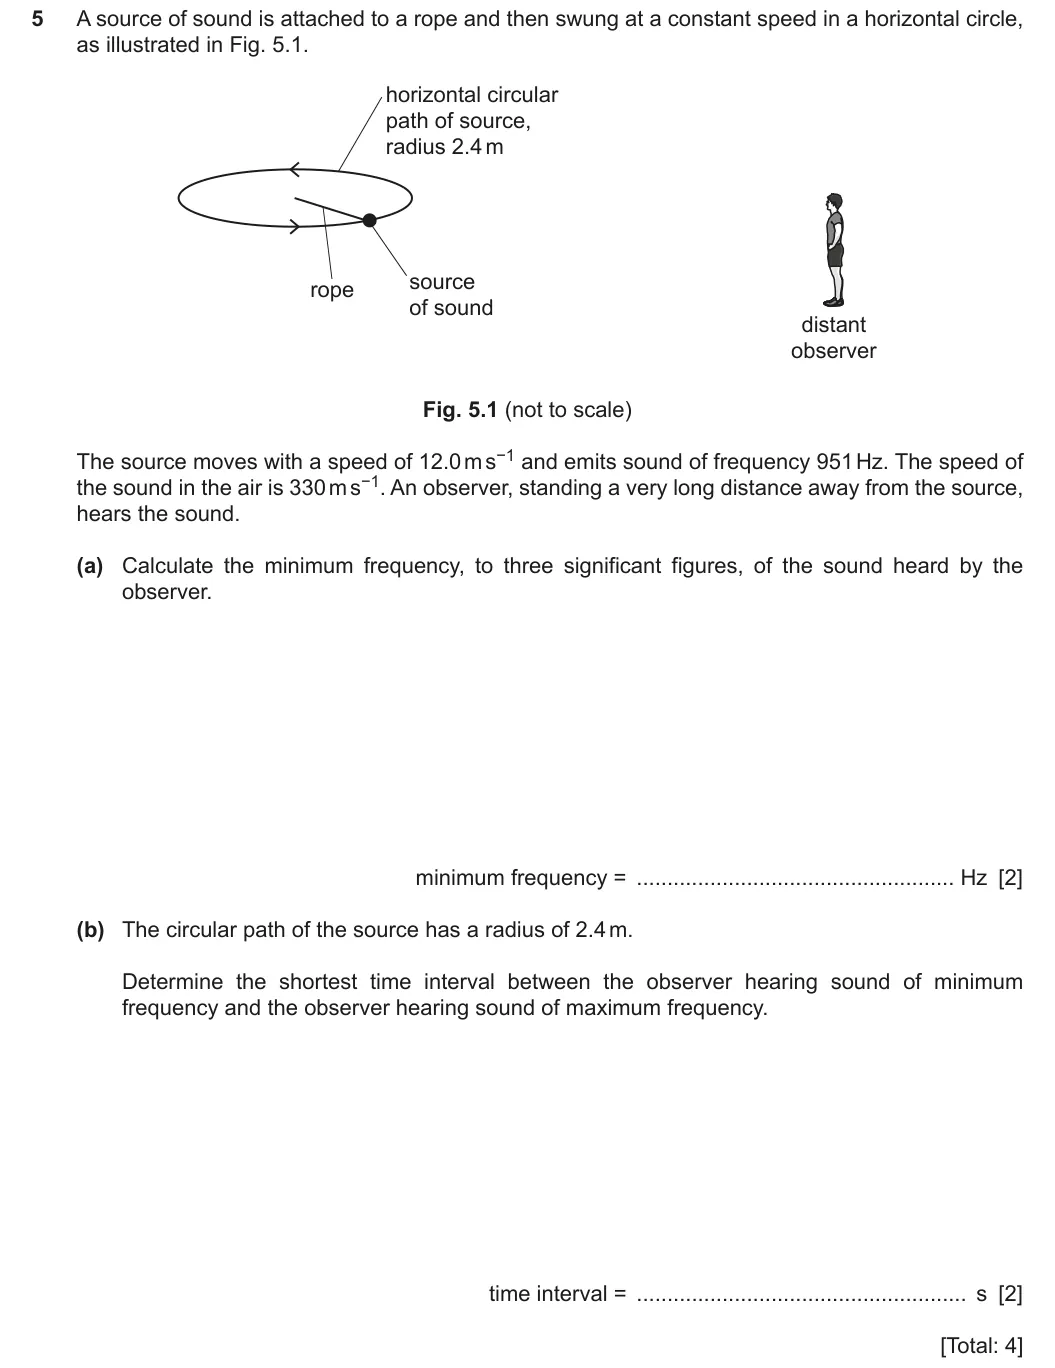 5 A source of sound is attached to a rope and then swung at a constant speed in a horizontal circle,
as illustrated in Fig. 5.1.
horizontal circular
path of source,
radius 2.4 m
rope
source
of sound
distant
observer
Fig. 5.1 (not to scale)
The source moves with a speed of 12.0 m s⁻¹ and emits sound of frequency 951 Hz. The speed of
the sound in the air is 330 m s⁻¹. An observer, standing a very long distance away from the source,
hears the sound.
(a) Calculate the minimum frequency, to three significant figures, of the sound heard by the
observer.
minimum frequency = .................................................... Hz [2]
(b) The circular path of the source has a radius of 2.4 m.
Determine the shortest time interval between the observer hearing sound of minimum
frequency and the observer hearing sound of maximum frequency.
time interval = ...................................................... s [2]
[Total: 4]